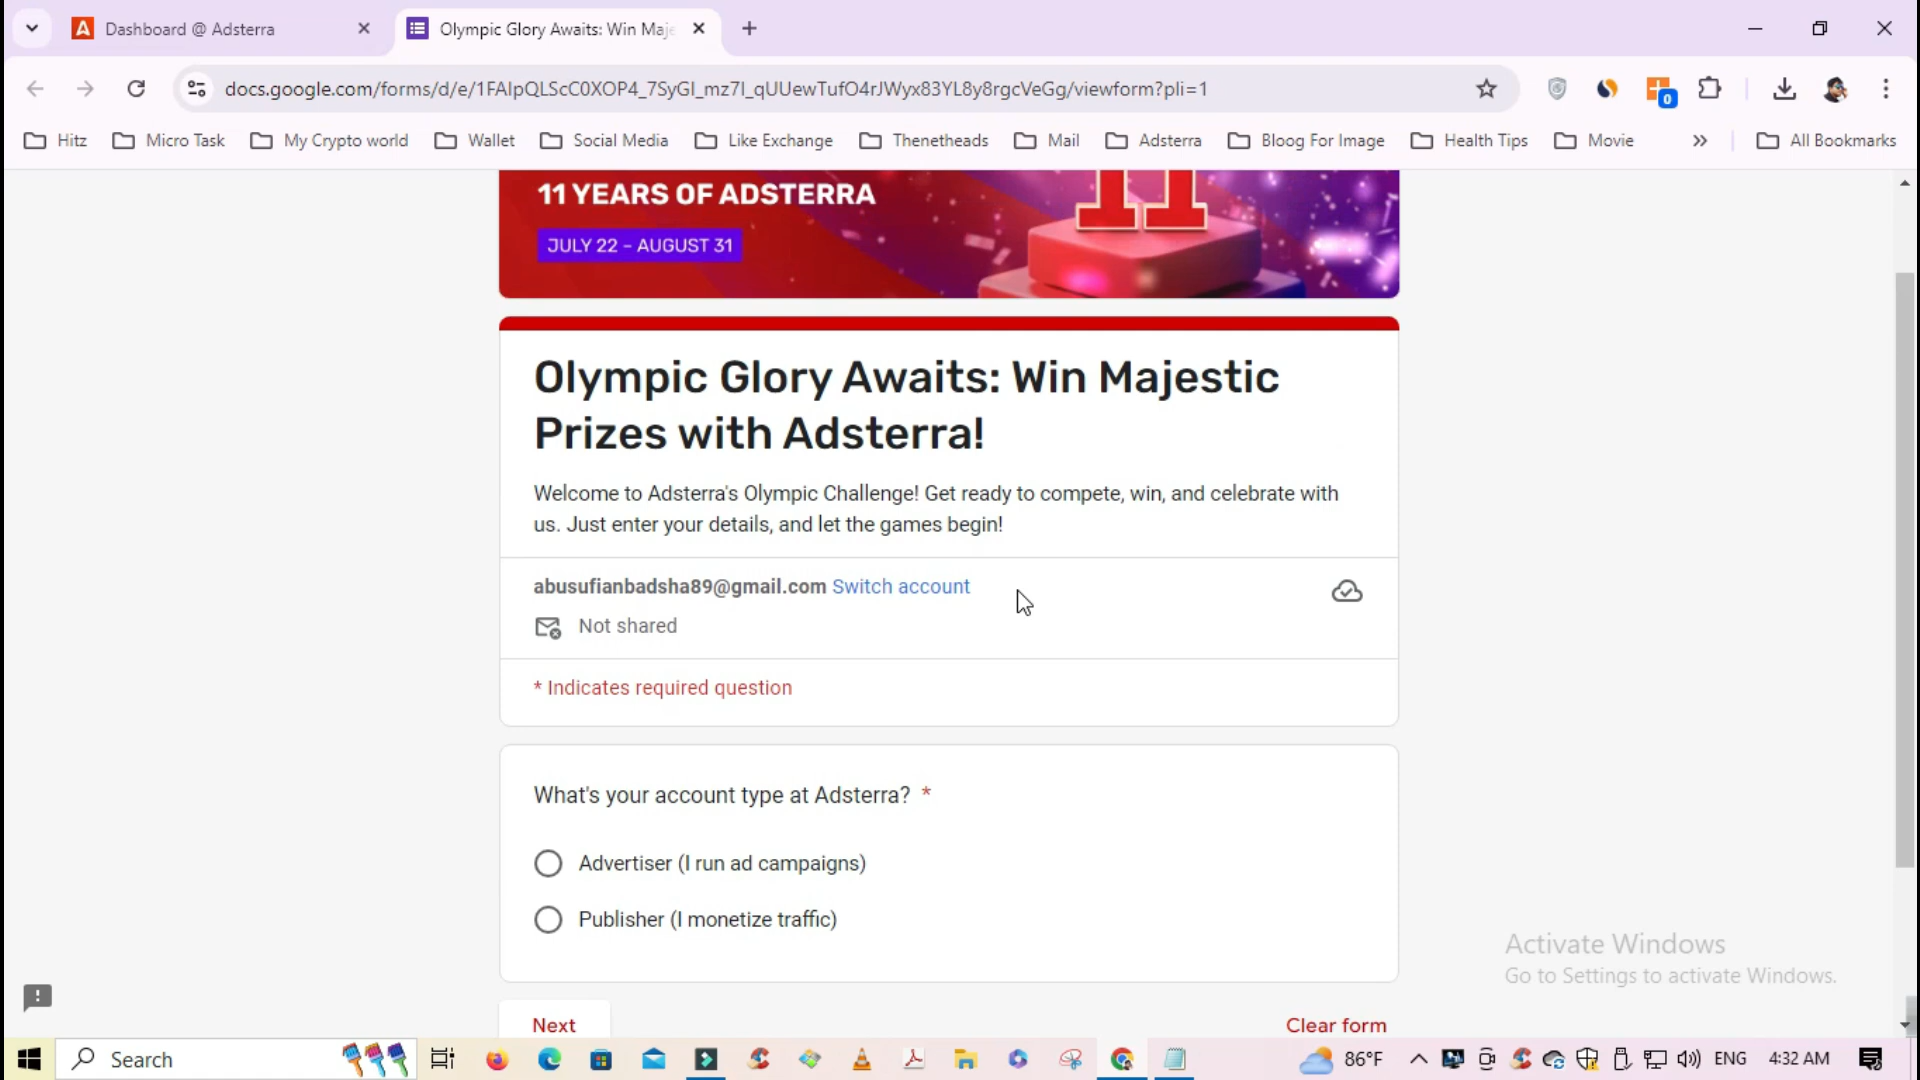 Dashboard @ Adsterra
Olympic Glory Awaits: Win Maje
docs.google.com/forms/d/e/1FAIpQLScC0XOP4_7SyGI_mz7I_qUUewTufO4rJWyx83YL8y8rgcVeGg/viewform?pli=1
0
Hitz Micro Task My Crypto world Wallet Social Media Like Exchange Thenetheads Mail Adsterra Bloog For Image Health Tips Movie » All Bookmarks
11 YEARS OF ADSTERRA
11
JULY 22 – AUGUST 31
Olympic Glory Awaits: Win Majestic
Prizes with Adsterra!
Welcome to Adsterra's Olympic Challenge! Get ready to compete, win, and celebrate with
us. Just enter your details, and let the games begin!
abusufianbadsha89@gmail.com Switch account
Not shared
* Indicates required question
What's your account type at Adsterra? *
Advertiser (I run ad campaigns)
Publisher (I monetize traffic)
Activate Windows
Go to Settings to activate Windows.
Next
Clear form
Search
86°F
ENG
4:32 AM